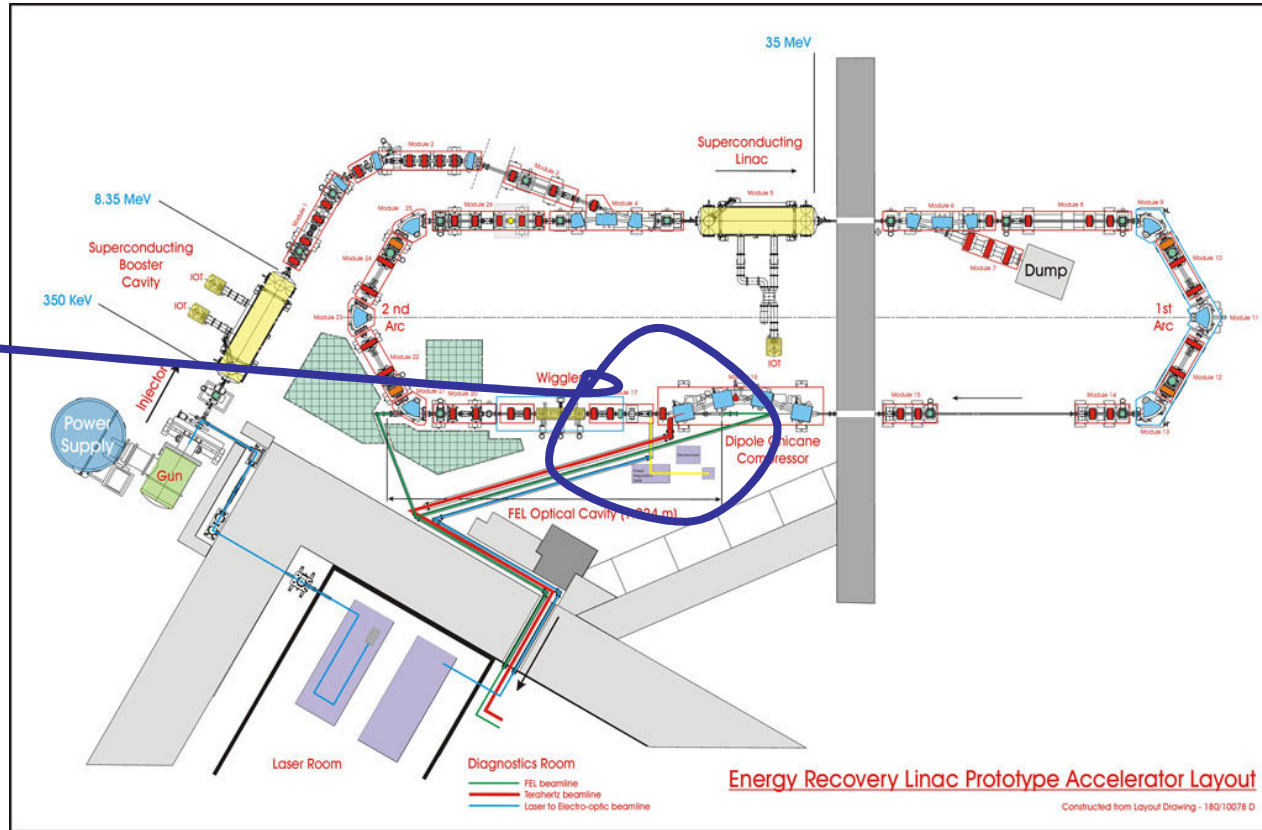 35 MeV
Module 2
Superconducting
Linac
Module 3
Module 1
8.35 MeV
Module 25
Module 26
Module 4
Module 5
Module 6
Module 8
Module 9
Superconducting
Booster
Cavity
IOT
IOT
Module 24
Module 7
Dump
Module 10
350 KeV
Module 23
2 nd
Arc
1st
Arc
Module 11
Injector
Module 22
IOT
Module 12
Wiggler
Module 20
Module 15
Module 14
Module 13
Power
Supply
Gun
Dipole Chicane
Compressor
FEL Optical Cavity
Laser Room
Diagnostics Room
FEL beamline
Terahertz beamline
Laser to Electro-optic beamline
Energy Recovery Linac Prototype Accelerator Layout
Constructed from Layout Drawing - 180/10078 D